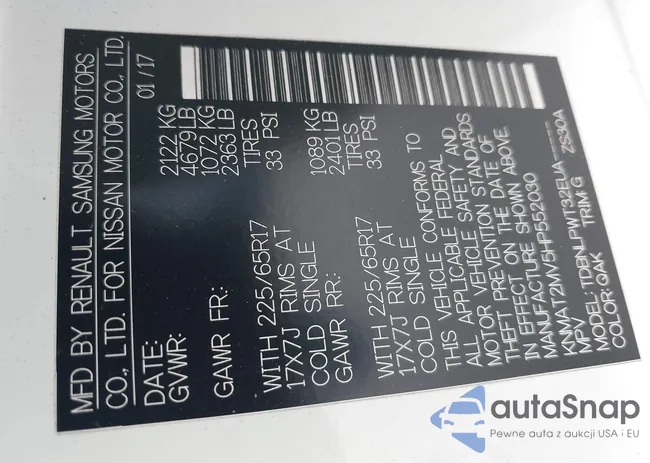 MFD BY RENAULT SAMSUNG MOTORS
CO., LTD. FOR NISSAN MOTOR CO., LTD.
DATE: 01/17
GVWR: 2122 KG
4679 LB
GAWR FR: 1072 KG
2363 LB
WITH 225/65R17 TIRES
17X7J RIMS AT 33 PSI
COLD SINGLE
GAWR RR: 1089 KG
2401 LB
WITH 225/65R17 TIRES
17X7J RIMS AT 33 PSI
COLD SINGLE
THIS VEHICLE CONFORMS TO
ALL APPLICABLE FEDERAL
MOTOR VEHICLE SAFETY AND
THEFT PREVENTION STANDARDS
IN EFFECT ON THE DATE OF
MANUFACTURE SHOWN ABOVE
KNMAT2MV5HP552030
MPV
MODEL: TDBNLPWT32EUA---ZS30A
COLOR: QAK TRIM: G
autaSnap
Pewne auta z aukcji USA i EU